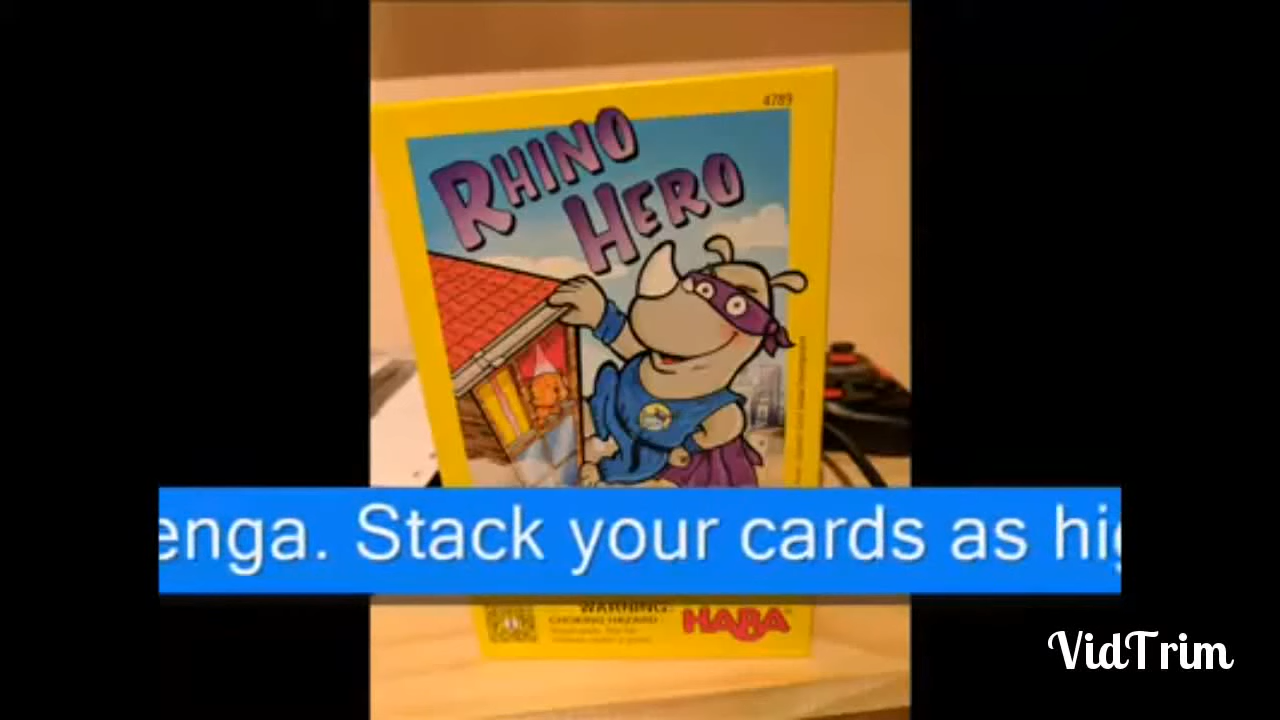 4789
RHINO
HERO
enga. Stack your cards as hig
WARNING:
CHOKING HAZARD
HABA
VidTrim